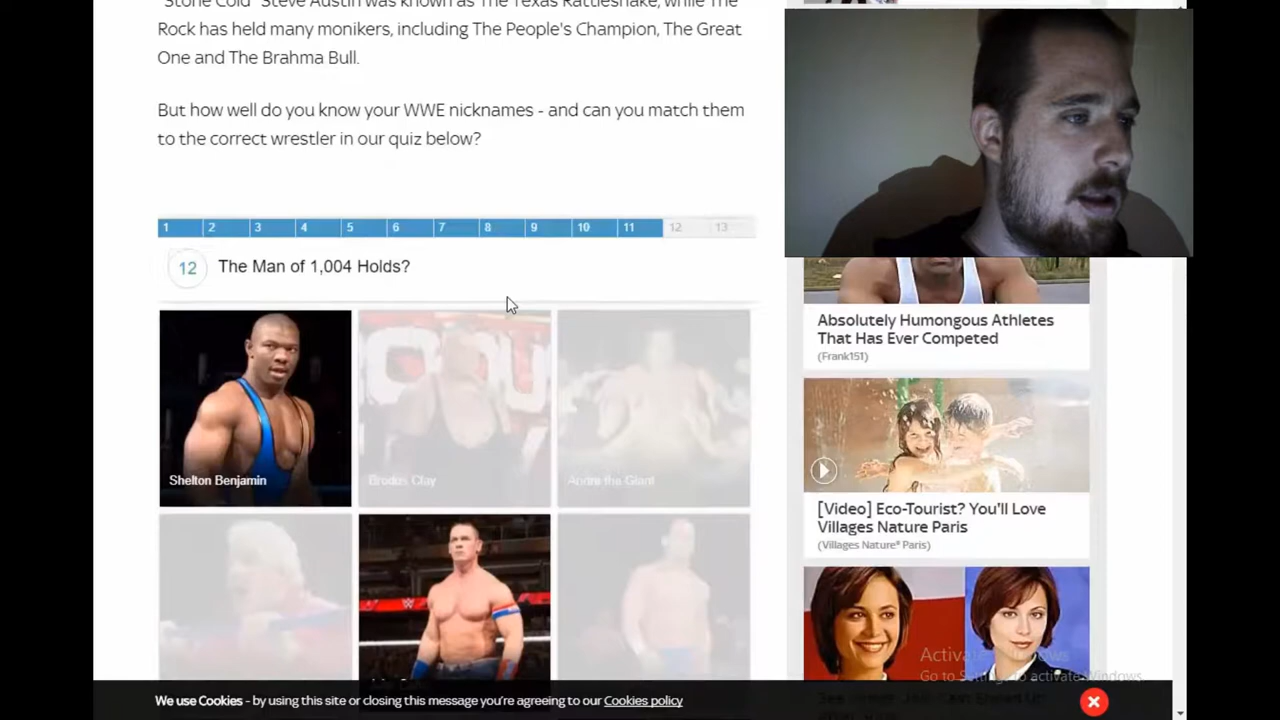 "Stone Cold" Steve Austin was known as The Texas Rattlesnake, while The
Rock has held many monikers, including The People's Champion, The Great
One and The Brahma Bull.
But how well do you know your WWE nicknames - and can you match them
to the correct wrestler in our quiz below?
1 2 3 4 5 6 7 8 9 10 11 12 13
12 The Man of 1,004 Holds?
Shelton Benjamin
Brodus Clay
Andre the Giant
Absolutely Humongous Athletes
That Has Ever Competed
(Frank151)
[Video] Eco-Tourist? You'll Love
Villages Nature Paris
(Villages Nature® Paris)
Activate Windows
Go to Settings to activate Windows.
We use Cookies - by using this site or closing this message you're agreeing to our Cookies policy